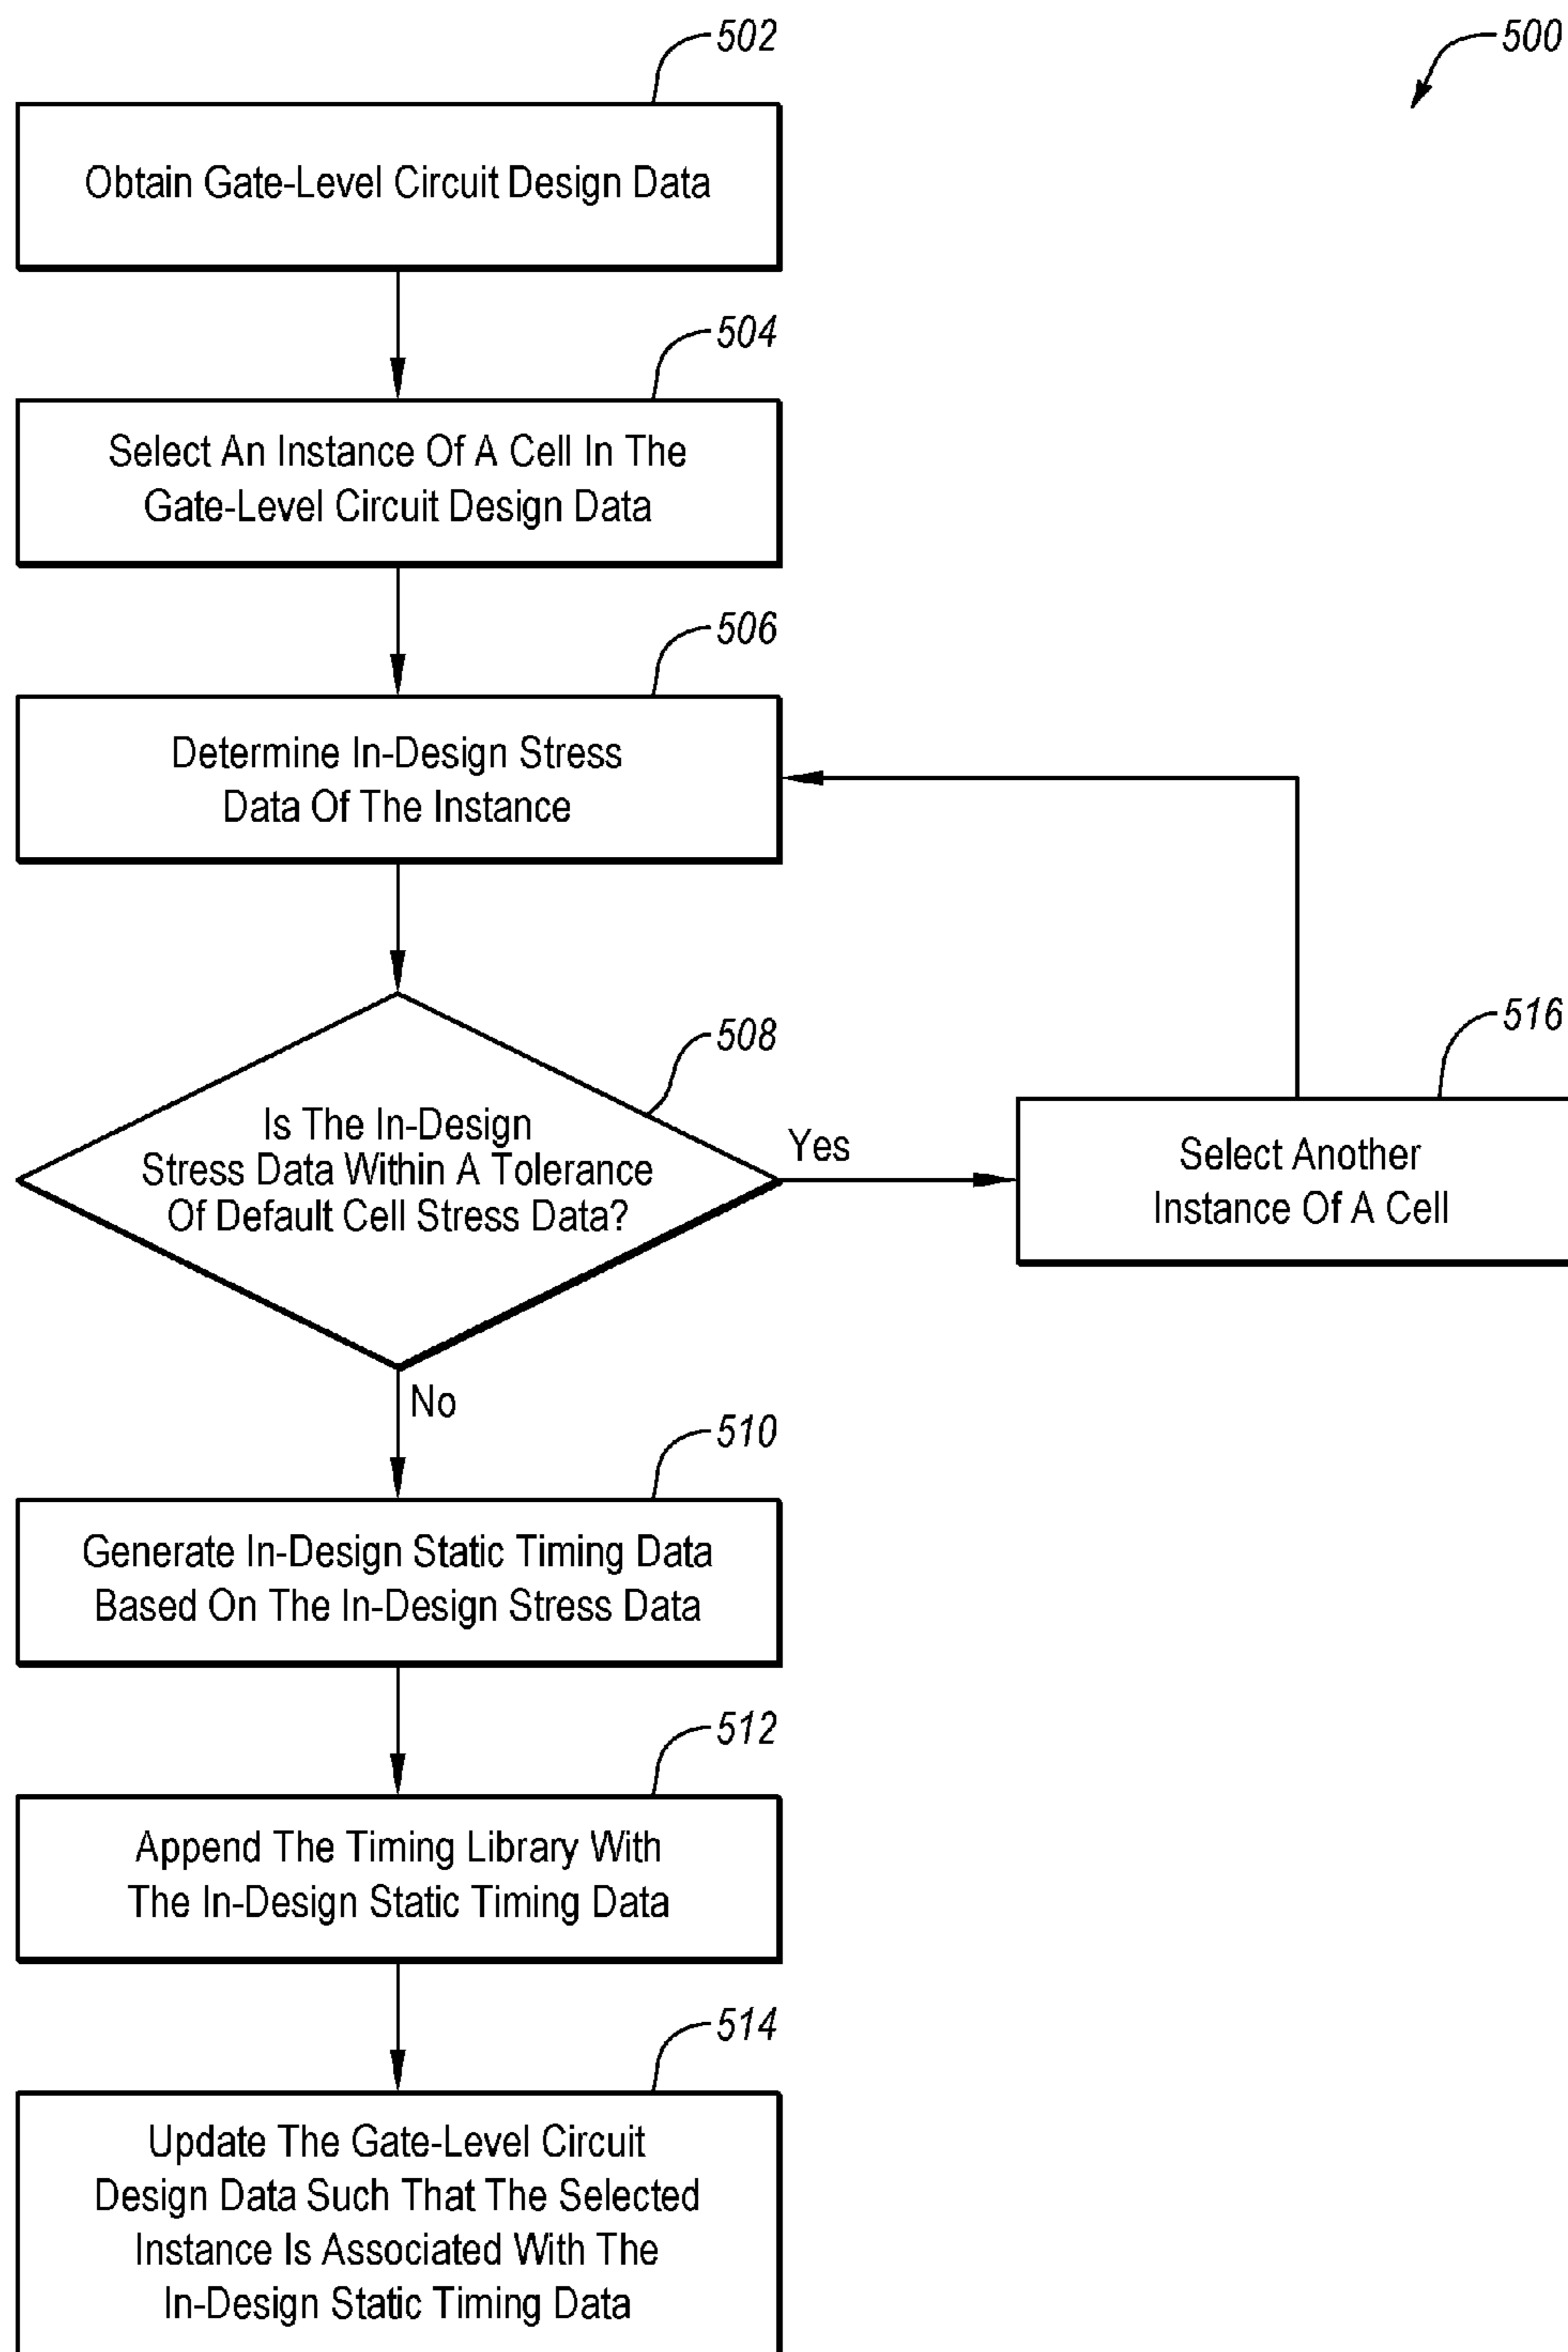 502
500
Obtain Gate-Level Circuit Design Data
504
Select An Instance Of A Cell In The
Gate-Level Circuit Design Data
506
Determine In-Design Stress
Data Of The Instance
508
Is The In-Design
Stress Data Within A Tolerance
Of Default Cell Stress Data?
Yes
516
Select Another
Instance Of A Cell
No
510
Generate In-Design Static Timing Data
Based On The In-Design Stress Data
512
Append The Timing Library With
The In-Design Static Timing Data
514
Update The Gate-Level Circuit
Design Data Such That The Selected
Instance Is Associated With The
In-Design Static Timing Data